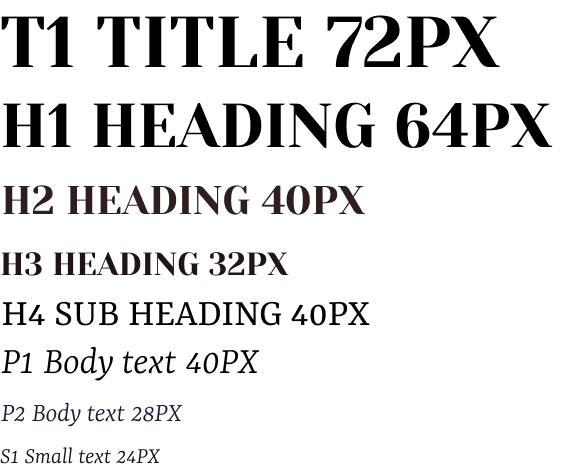 T1 TITLE 72PX
H1 HEADING 64PX
H2 HEADING 40PX
H3 HEADING 32PX
H4 SUB HEADING 40PX
P1 Body text 40PX
P2 Body text 28PX
S1 Small text 24PX